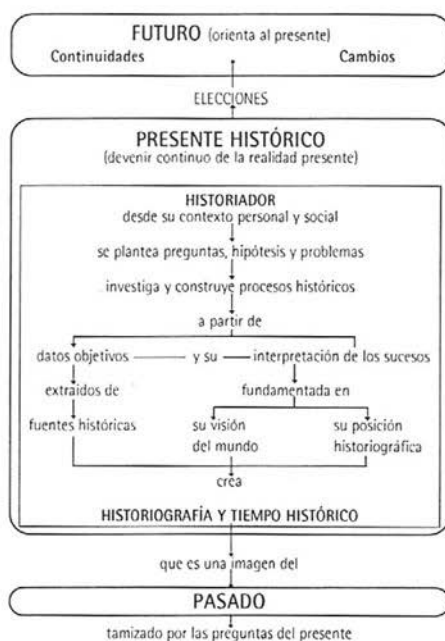 FUTURO (orienta al presente)
Continuidades Cambios
ELECCIONES
PRESENTE HISTÓRICO
(devenir continuo de la realidad presente)
HISTORIADOR
desde su contexto personal y social
se plantea preguntas, hipótesis y problemas
investiga y construye procesos históricos
a partir de
datos objetivos y su interpretación de los sucesos
extraidos de fundamentada en
fuentes históricas su visión su posición
del mundo historiográfica
crea
HISTORIOGRAFÍA Y TIEMPO HISTÓRICO
que es una imagen del
PASADO
tamizado por las preguntas del presente